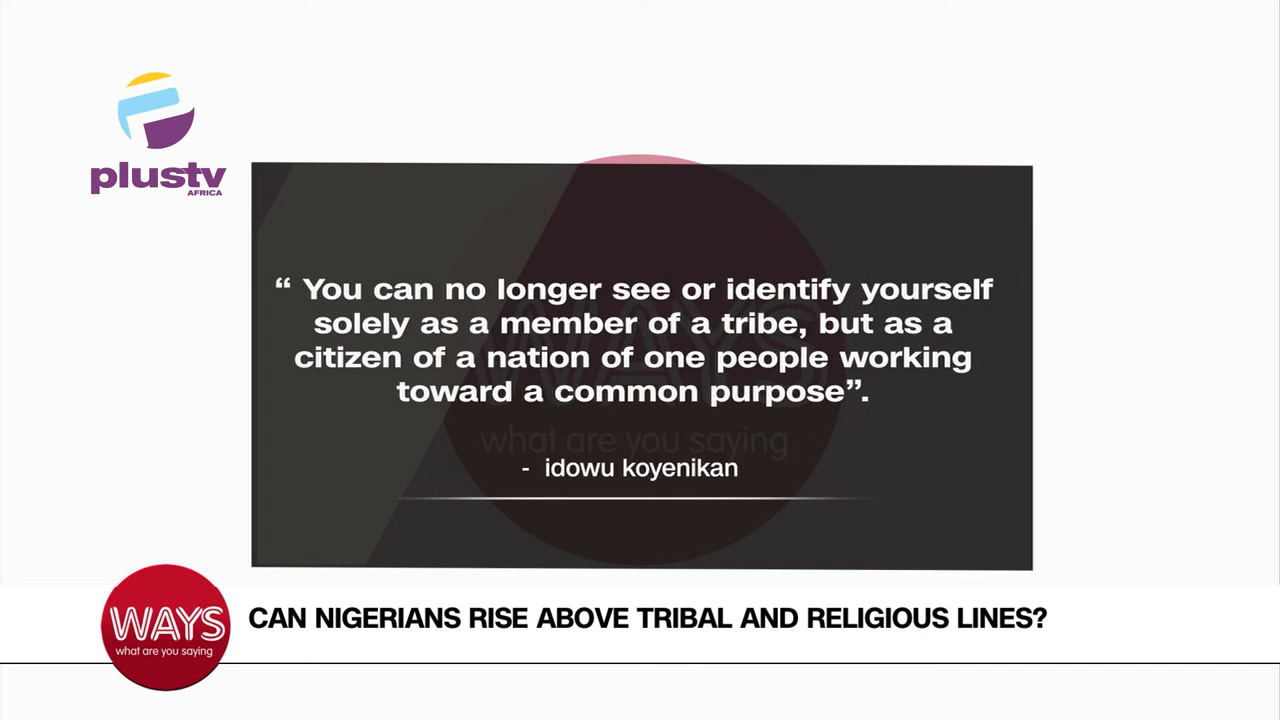 plustv
AFRICA
“ You can no longer see or identify yourself
solely as a member of a tribe, but as a
citizen of a nation of one people working
toward a common purpose”.
what are you saying
- idowu koyenikan
WAYS
what are you saying
CAN NIGERIANS RISE ABOVE TRIBAL AND RELIGIOUS LINES?